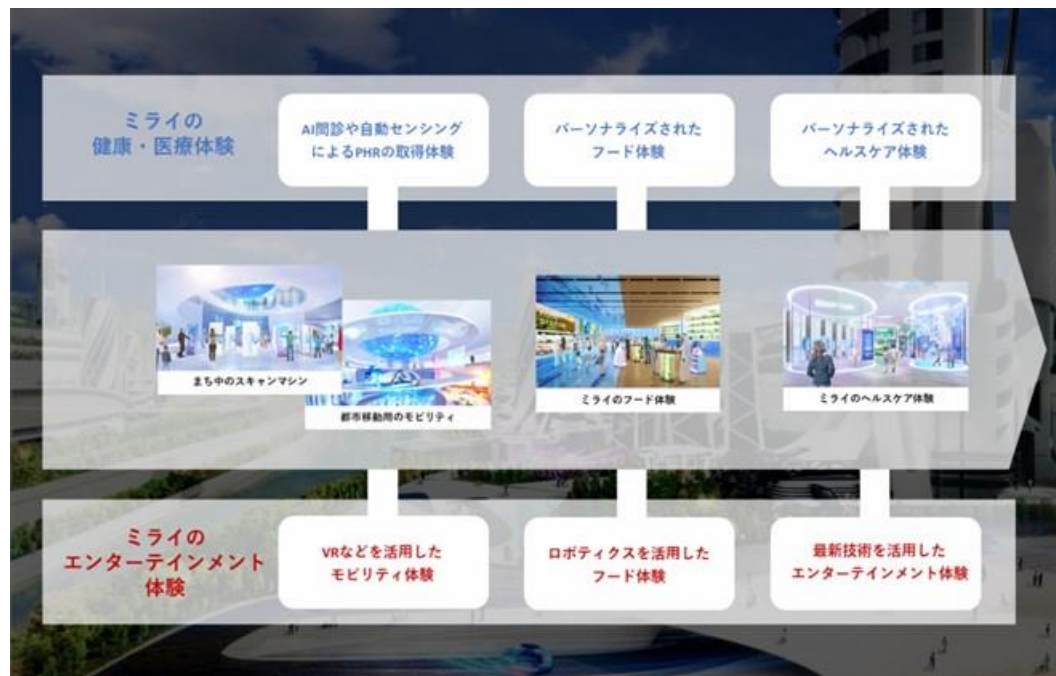 ミライの
健康・医療体験
AI問診や自動センシング
によるPHRの取得体験
パーソナライズされた
フード体験
パーソナライズされた
ヘルスケア体験
まち中のスキャンマシン
都市移動用のモビリティ
ミライのフード体験
ミライのヘルスケア体験
ミライの
エンターテインメント
体験
VRなどを活用した
モビリティ体験
ロボティクスを活用した
フード体験
最新技術を活用した
エンターテインメント体験